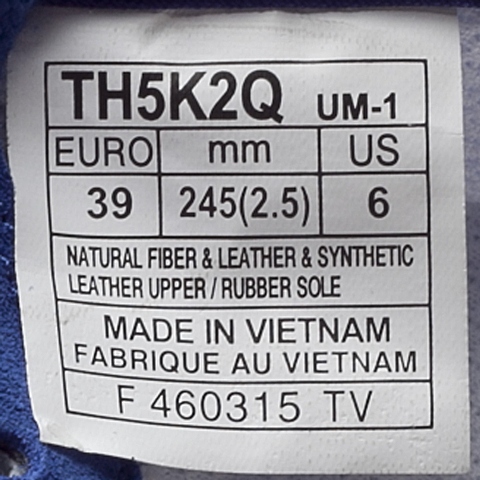 TH5K2Q UM-1
EURO mm US
39 245(2.5) 6
NATURAL FIBER & LEATHER & SYNTHETIC
LEATHER UPPER / RUBBER SOLE
MADE IN VIETNAM
FABRIQUE AU VIETNAM
F 460315 TV